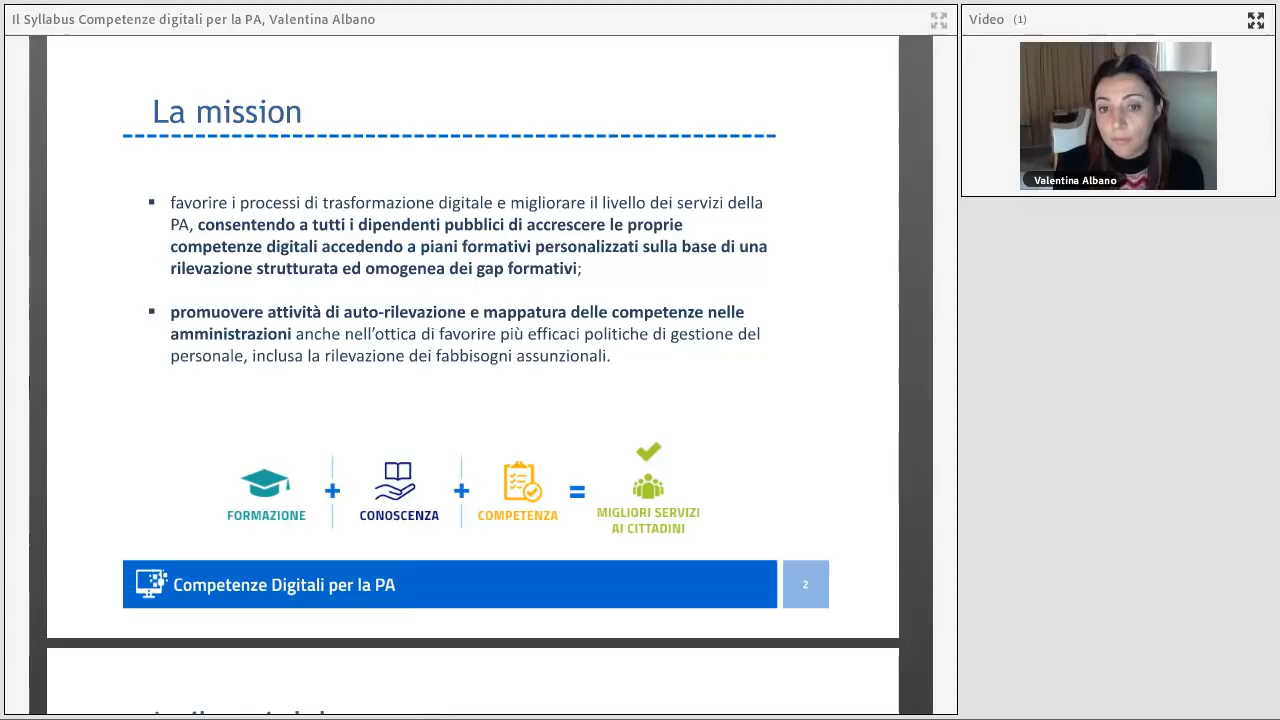 Il Syllabus Competenze digitali per la PA, Valentina Albano
Video (1)
Valentina Albano
La mission
▪ favorire i processi di trasformazione digitale e migliorare il livello dei servizi della
PA, consentendo a tutti i dipendenti pubblici di accrescere le proprie
competenze digitali accedendo a piani formativi personalizzati sulla base di una
rilevazione strutturata ed omogenea dei gap formativi;
▪ promuovere attività di auto-rilevazione e mappatura delle competenze nelle
amministrazioni anche nell’ottica di favorire più efficaci politiche di gestione del
personale, inclusa la rilevazione dei fabbisogni assunzionali.
FORMAZIONE + CONOSCENZA + COMPETENZA = MIGLIORI SERVIZI
AI CITTADINI
Competenze Digitali per la PA
2